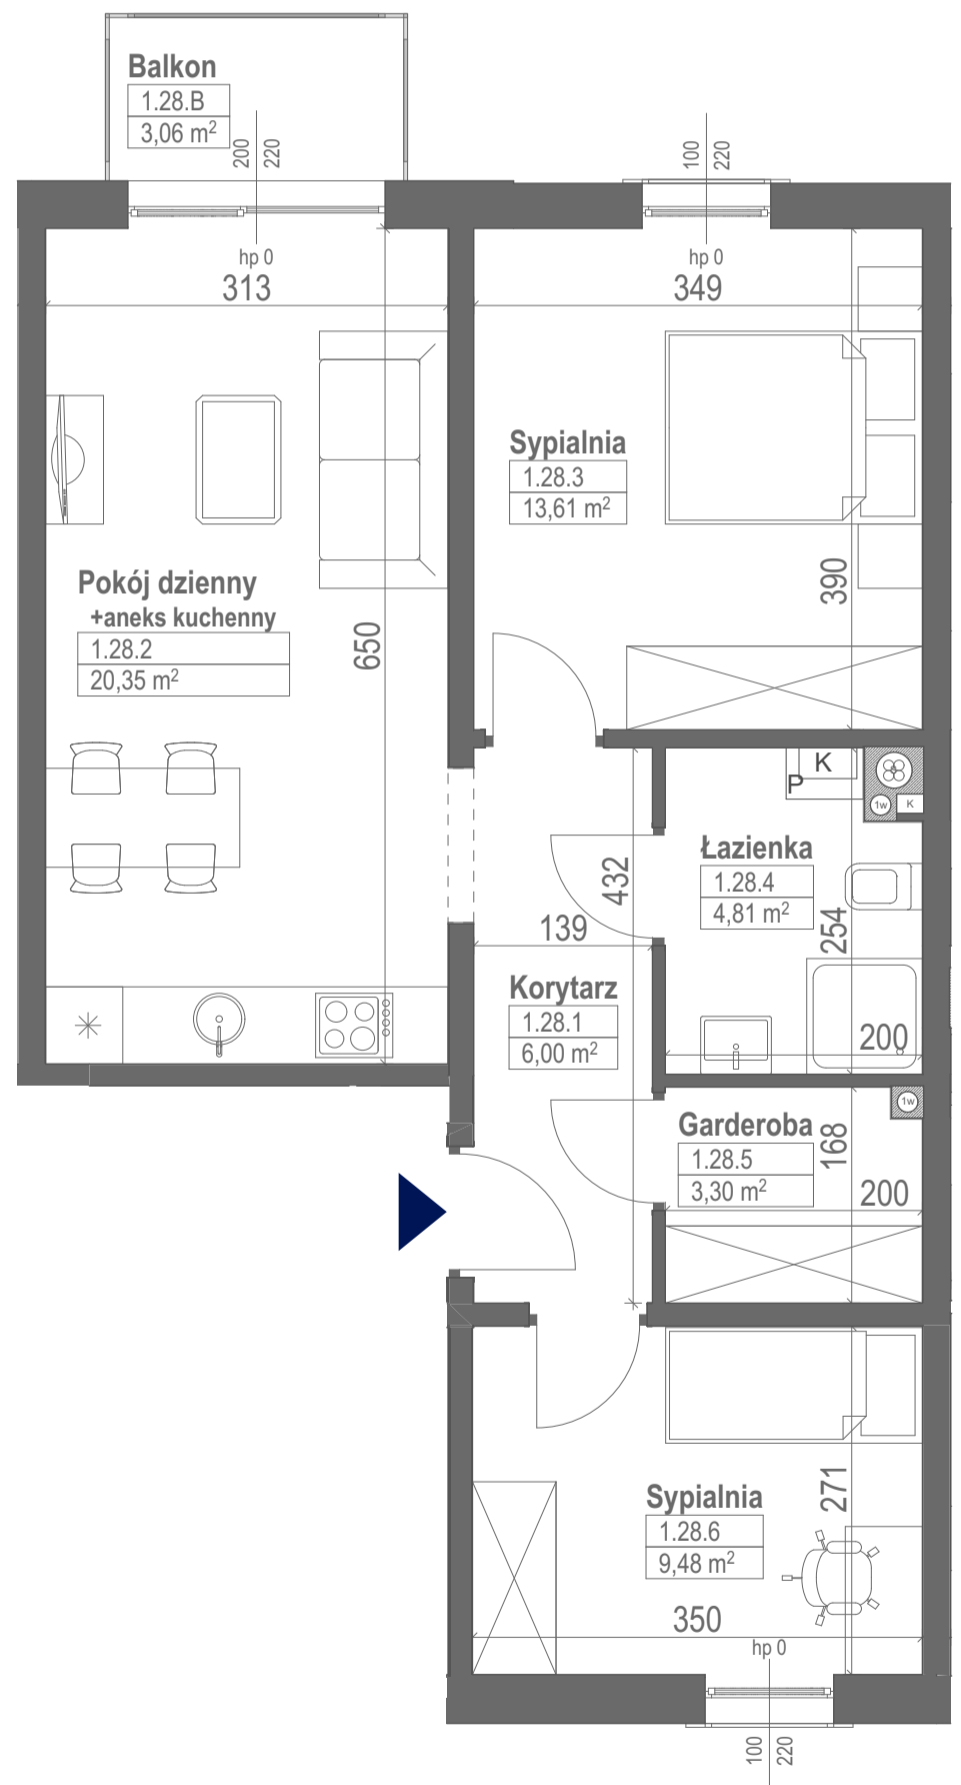 Balkon
1.28.B
3,06 m²
200
220
100
220
hp 0
hp 0
313
349
Sypialnia
1.28.3
13,61 m²
390
Pokój dzienny
+aneks kuchenny
1.28.2
20,35 m²
650
K
P
1w
K
Łazienka
1.28.4
4,81 m²
432
254
139
Korytarz
1.28.1
6,00 m²
200
1w
Garderoba
1.28.5
3,30 m²
168
200
Sypialnia
1.28.6
9,48 m²
271
350
hp 0
100
220